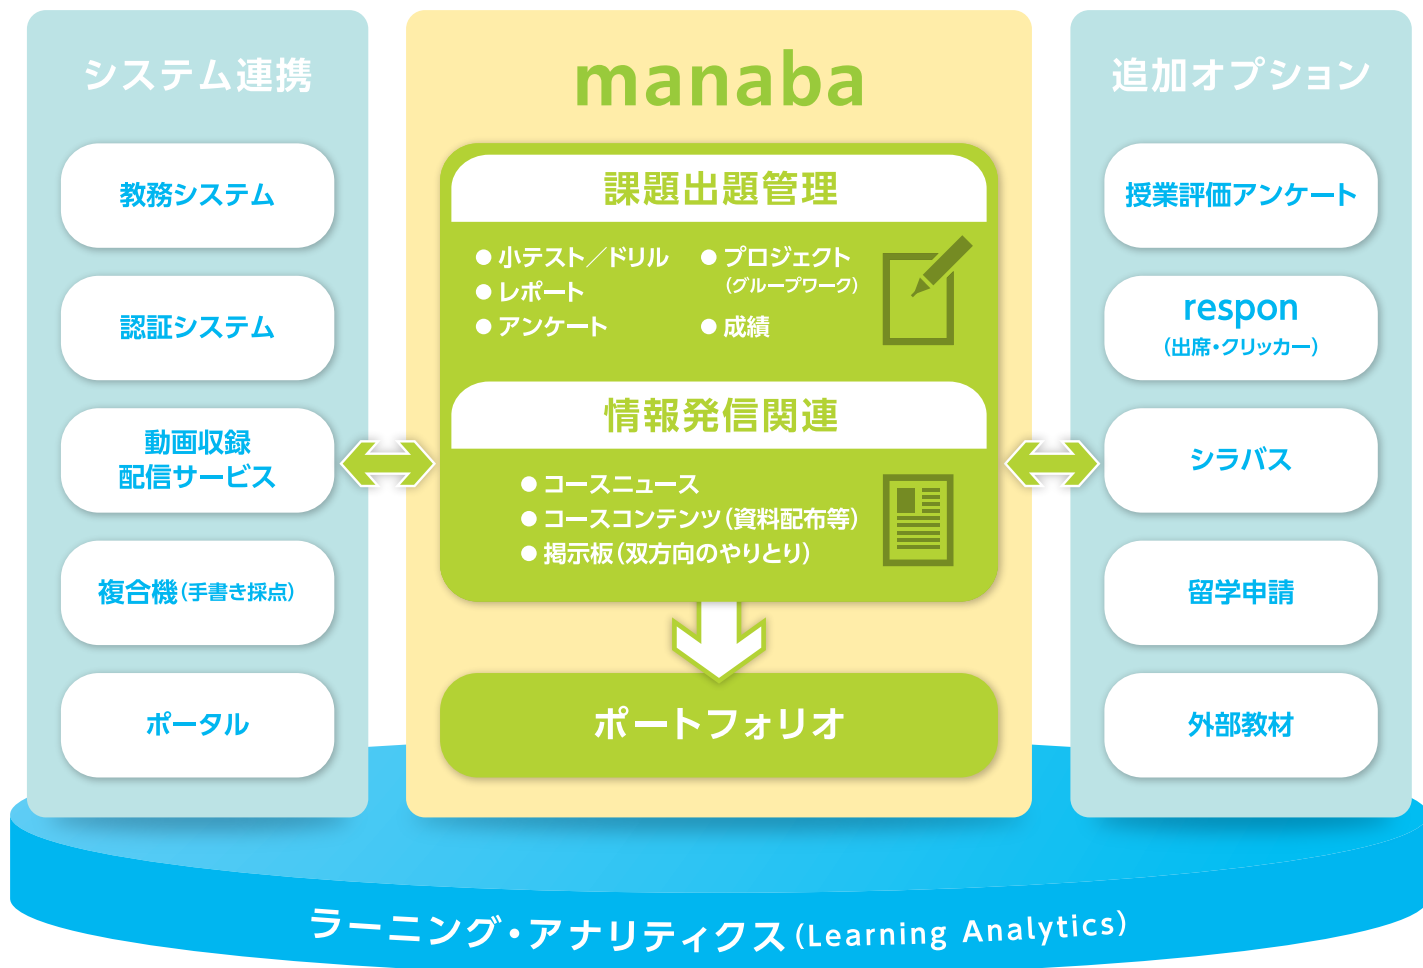 システム連携
教務システム
認証システム
動画収録
配信サービス
複合機(手書き採点)
ポータル
manaba
課題出題管理
● 小テスト／ドリル
● レポート
● アンケート
● プロジェクト
(グループワーク)
● 成績
情報発信関連
● コースニュース
● コースコンテンツ(資料配布等)
● 掲示板(双方向のやりとり)
ポートフォリオ
追加オプション
授業評価アンケート
respon
(出席・クリッカー)
シラバス
留学申請
外部教材
ラーニング・アナリティクス(Learning Analytics)